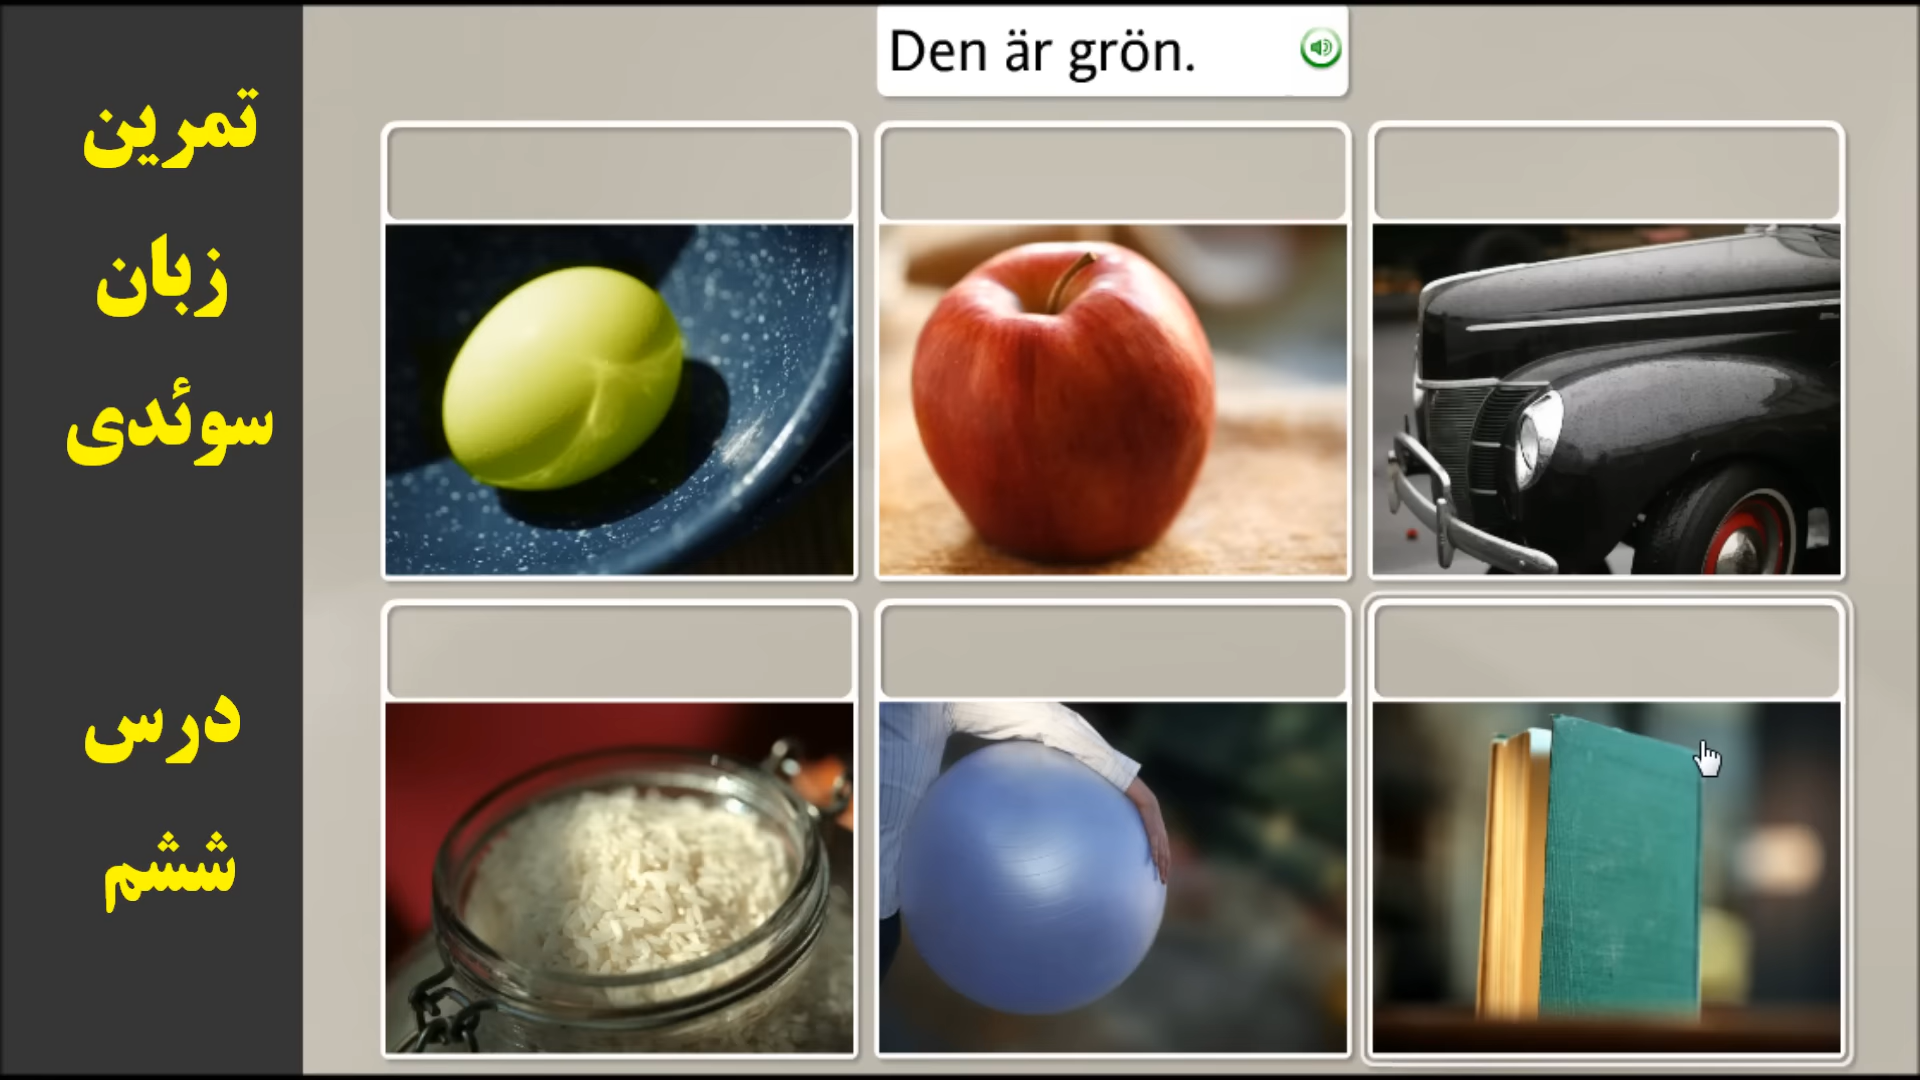 Den är grön.
تمرین
زبان
سوئدی
درس
ششم